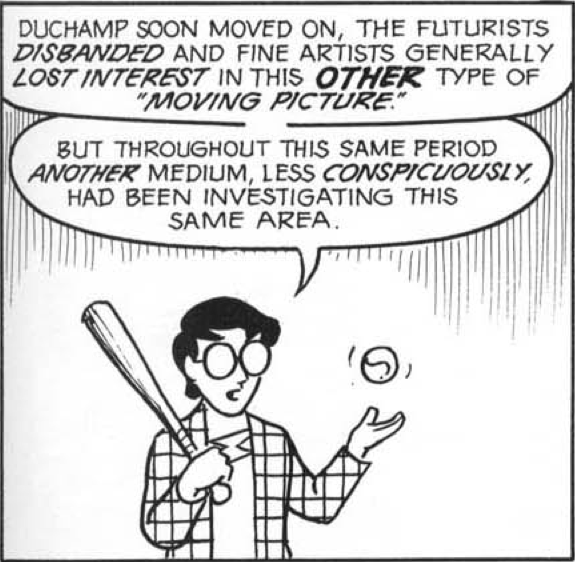 DUCHAMP SOON MOVED ON, THE FUTURISTS
DISBANDED AND FINE ARTISTS GENERALLY
LOST INTEREST IN THIS OTHER TYPE OF
"MOVING PICTURE."
BUT THROUGHOUT THIS SAME PERIOD
ANOTHER MEDIUM, LESS CONSPICUOUSLY,
HAD BEEN INVESTIGATING THIS
SAME AREA.